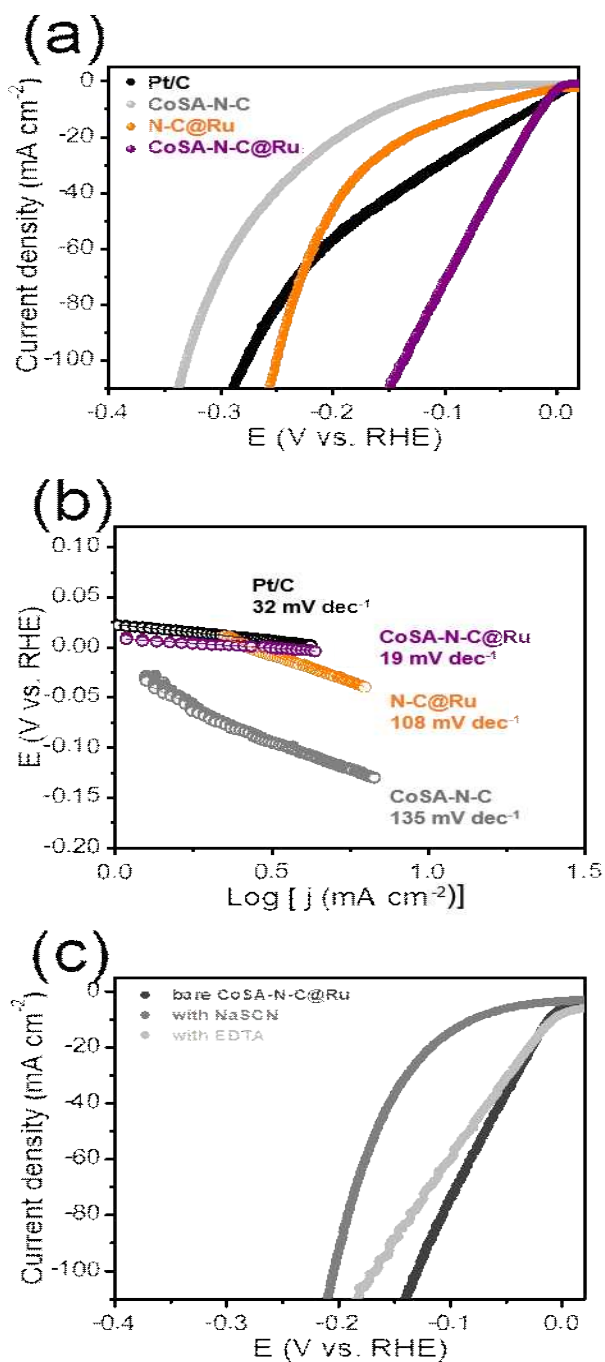 (a)
0
-20
-40
-60
-80
-100
Current density (mA cm⁻²)
Pt/C
CoSA-N-C
N-C@Ru
CoSA-N-C@Ru
-0.4
-0.3
-0.2
-0.1
0.0
E (V vs. RHE)
(b)
0.10
0.05
0.00
-0.05
-0.10
-0.15
-0.20
E (V vs. RHE)
Pt/C
32 mV dec⁻¹
CoSA-N-C@Ru
19 mV dec⁻¹
N-C@Ru
108 mV dec⁻¹
CoSA-N-C
135 mV dec⁻¹
0.0
0.5
1.0
1.5
Log [ j (mA cm⁻²)]
(c)
0
-20
-40
-60
-80
-100
Current density (mA cm⁻²)
bare CoSA-N-C@Ru
with NaSCN
with EDTA
-0.4
-0.3
-0.2
-0.1
0.0
E (V vs. RHE)